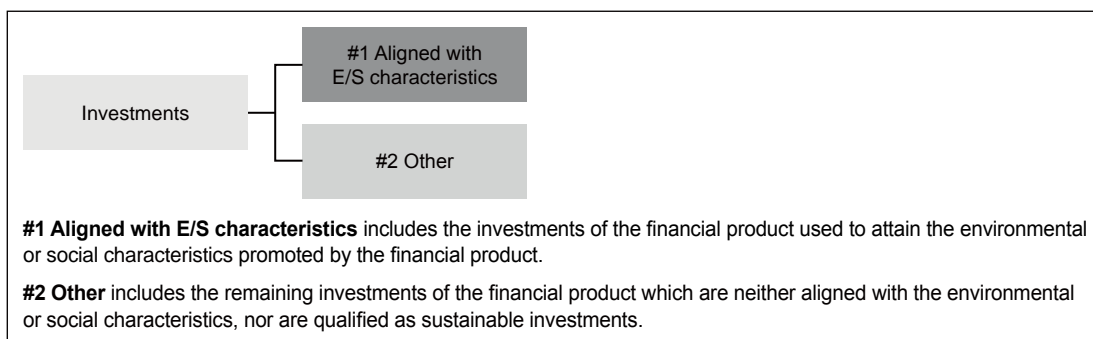 #1 Aligned with
E/S characteristics
Investments
#2 Other
#1 Aligned with E/S characteristics includes the investments of the financial product used to attain the environmental
or social characteristics promoted by the financial product.
#2 Other includes the remaining investments of the financial product which are neither aligned with the environmental
or social characteristics, nor are qualified as sustainable investments.